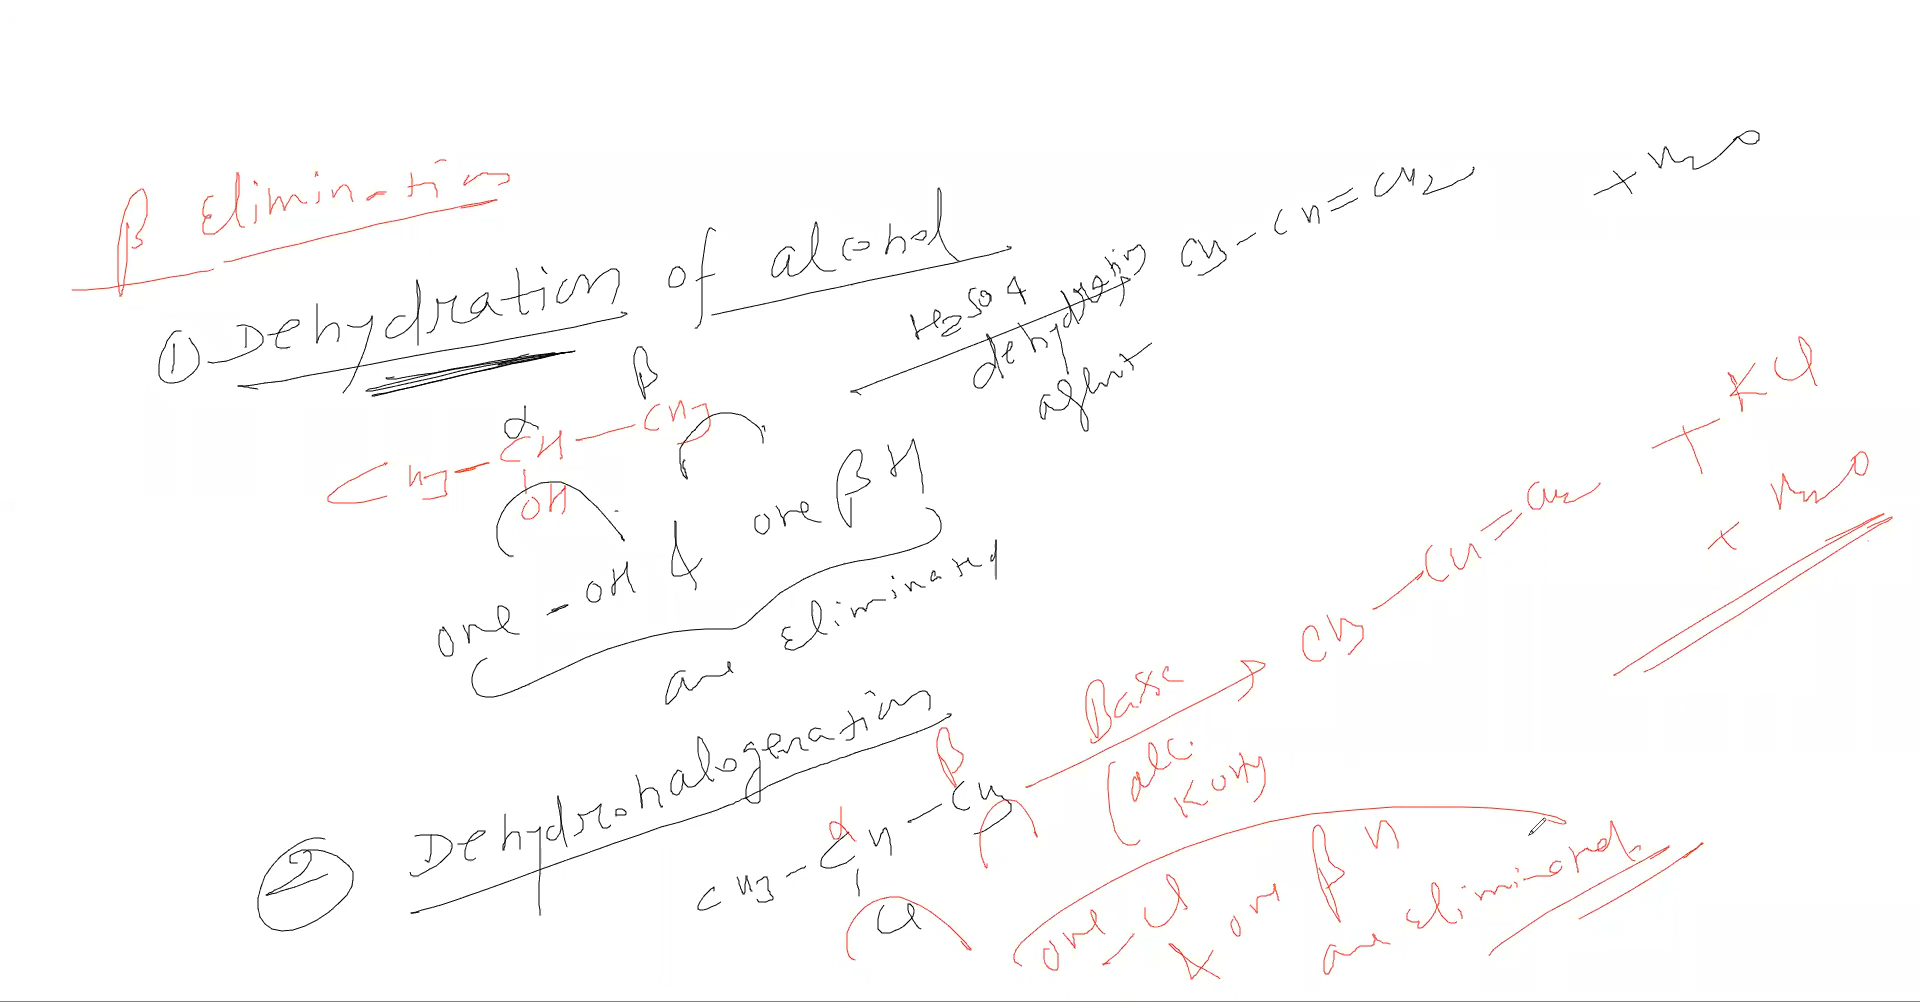 β Elimination
① Dehydration of alcohol
H2SO4
dehydrating
agent
CH3-CH=CH2 + H2O
α β
CH3-CH-CH3
OH
one -OH & one β H
are eliminated
② Dehydrohalogenation
α β
CH3-CH-CH3
Cl
Base
(alc. KOH)
CH3-CH=CH2 + KCl
+ H2O
one -Cl & one β H
are eliminated.